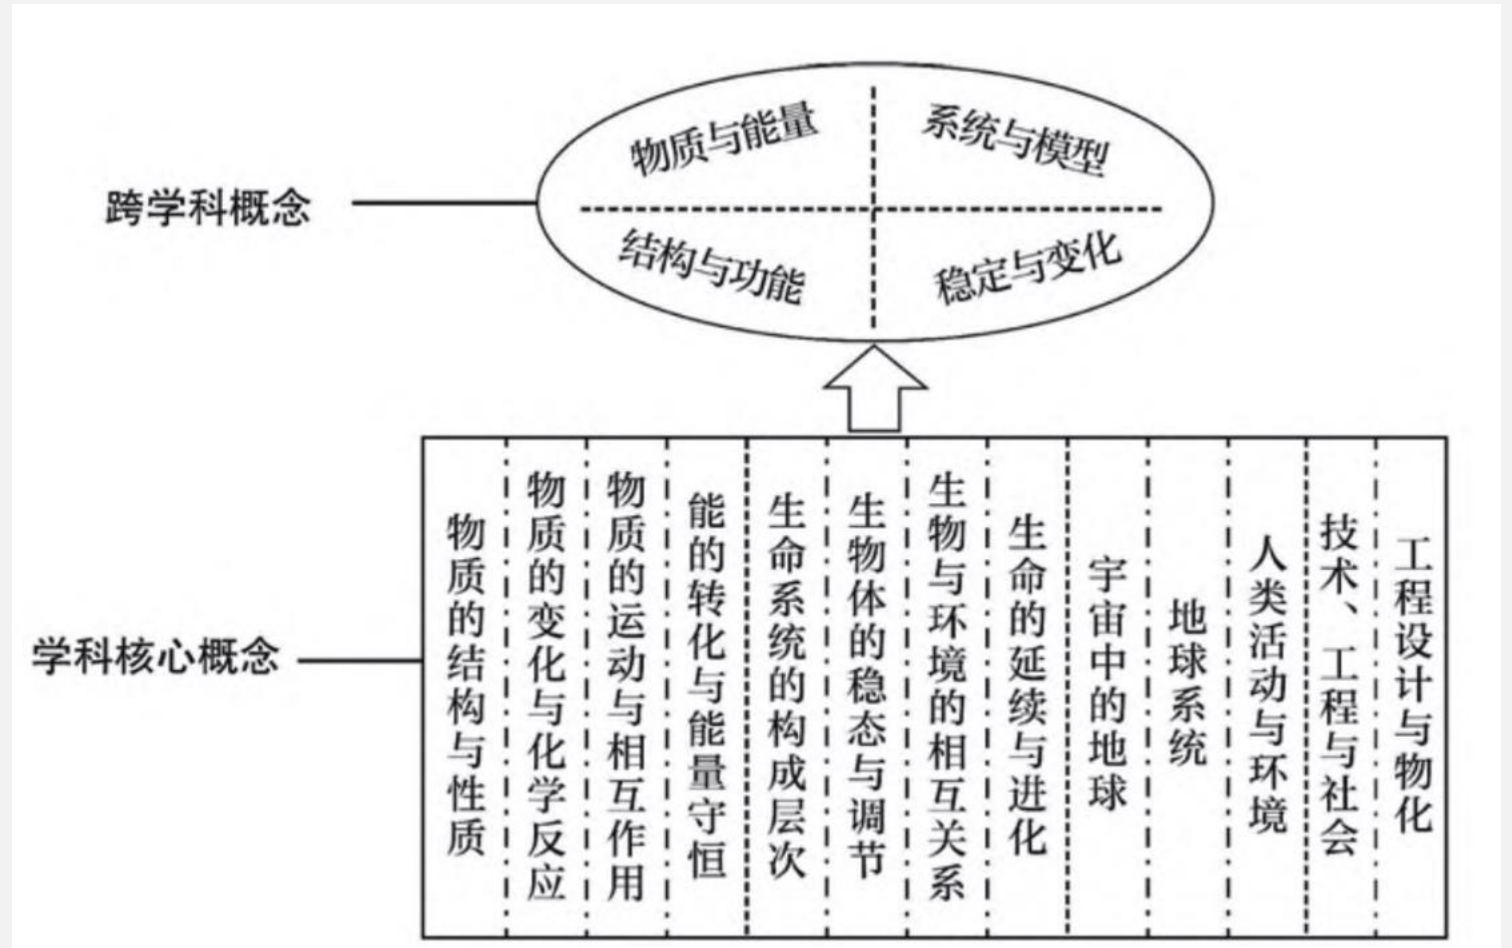 物质与能量
系统与模型
跨学科概念
结构与功能
稳定与变化
学科核心概念
物质的结构与性质
物质的变化与化学反应
物质的运动与相互作用
能的转化与能量守恒
生命系统的构成层次
生物体的稳态与调节
生物与环境的相互关系
生命的延续与进化
宇宙中的地球
地球系统
人类活动与环境
技术、工程与社会
工程设计与物化